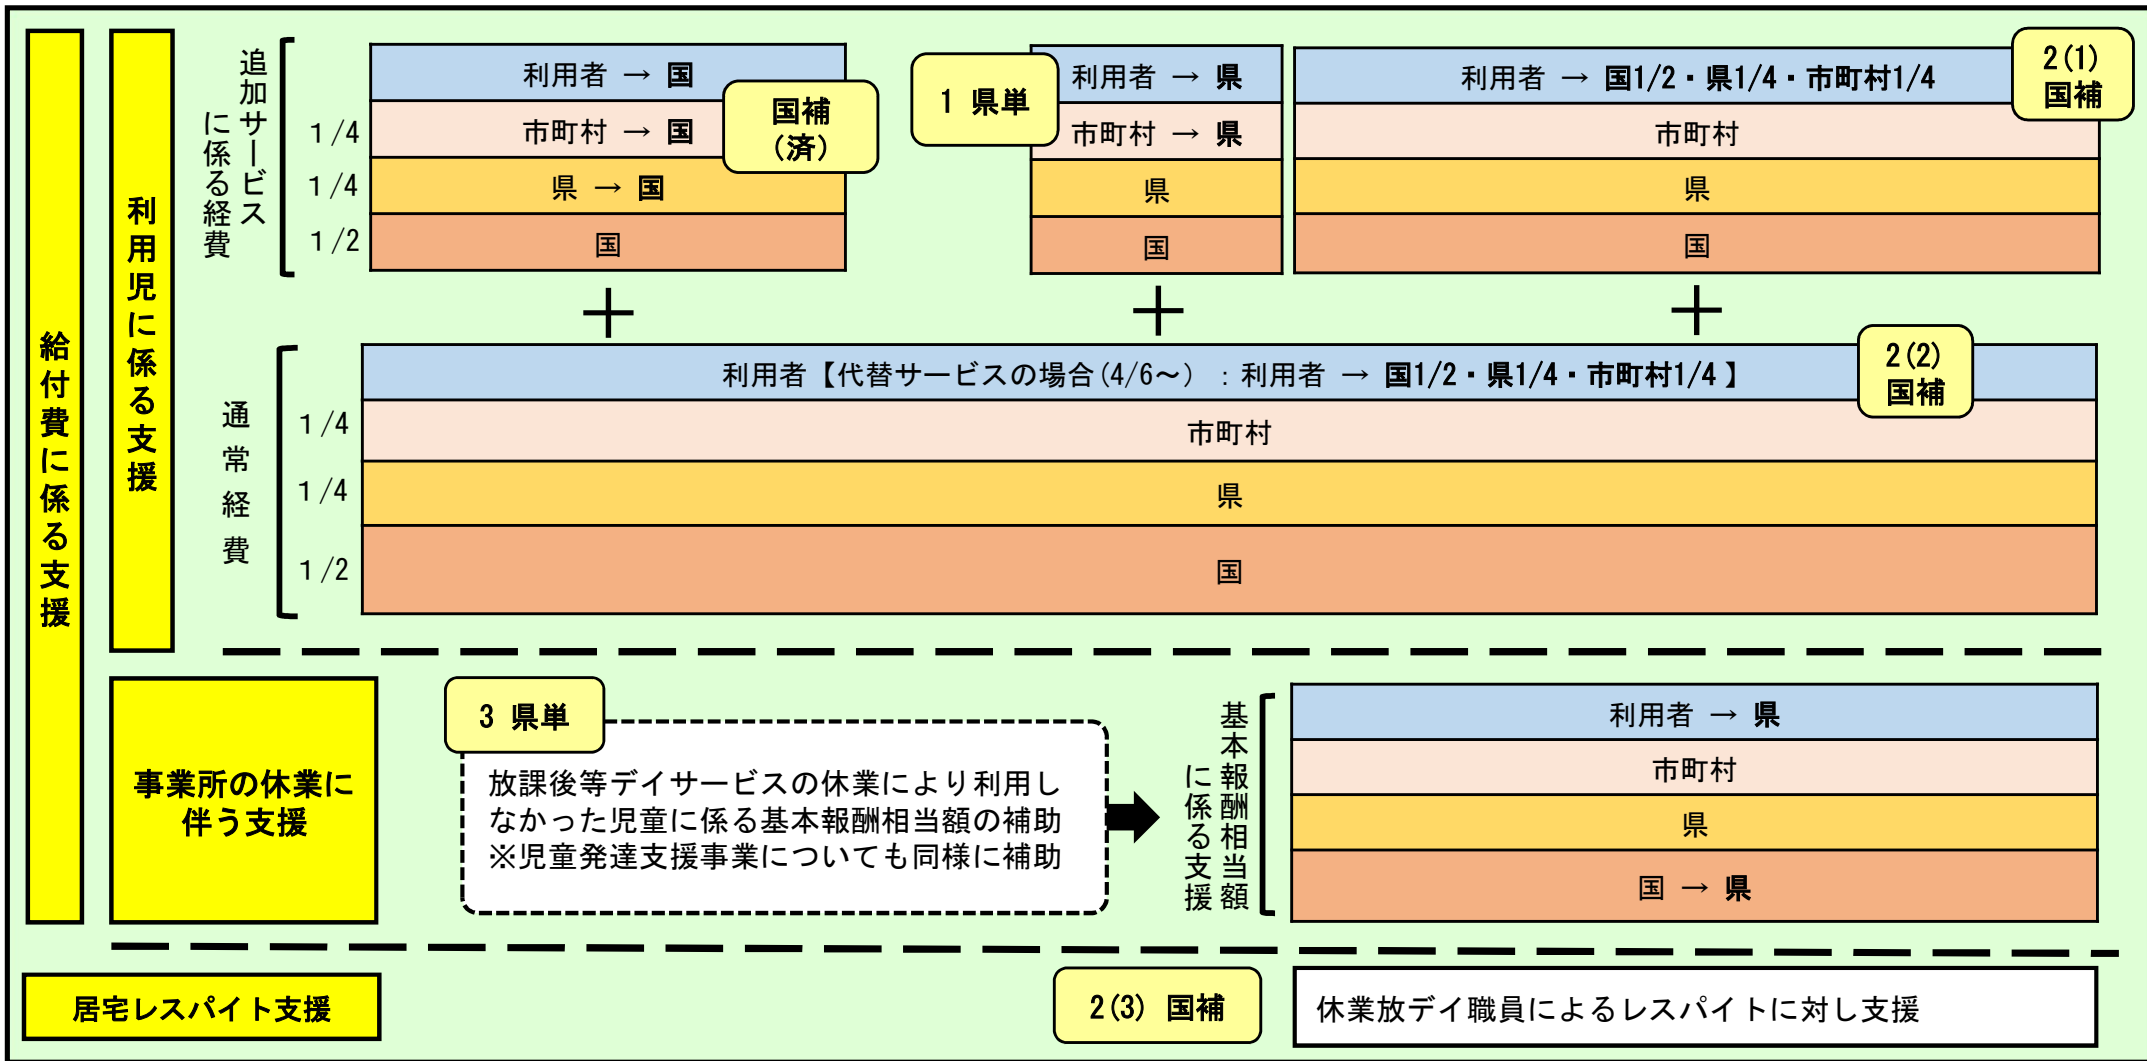 給付費に係る支援
利用児に係る支援
追加サービス
に係る経費
1/4
1/4
1/2
利用者 → 国
市町村 → 国
県 → 国
国
国補
(済)
1 県単
利用者 → 県
市町村 → 県
県
国
利用者 → 国1/2・県1/4・市町村1/4
市町村
県
国
2(1)
国補
+
+
+
通常経費
1/4
1/4
1/2
利用者【代替サービスの場合(4/6～) : 利用者 → 国1/2・県1/4・市町村1/4 】
市町村
県
国
2(2)
国補
事業所の休業に
伴う支援
3 県単
放課後等デイサービスの休業により利用し
なかった児童に係る基本報酬相当額の補助
※児童発達支援事業についても同様に補助
基本報酬相当額
に係る支援
利用者 → 県
市町村
県
国 → 県
居宅レスパイト支援
2(3) 国補
休業放デイ職員によるレスパイトに対し支援